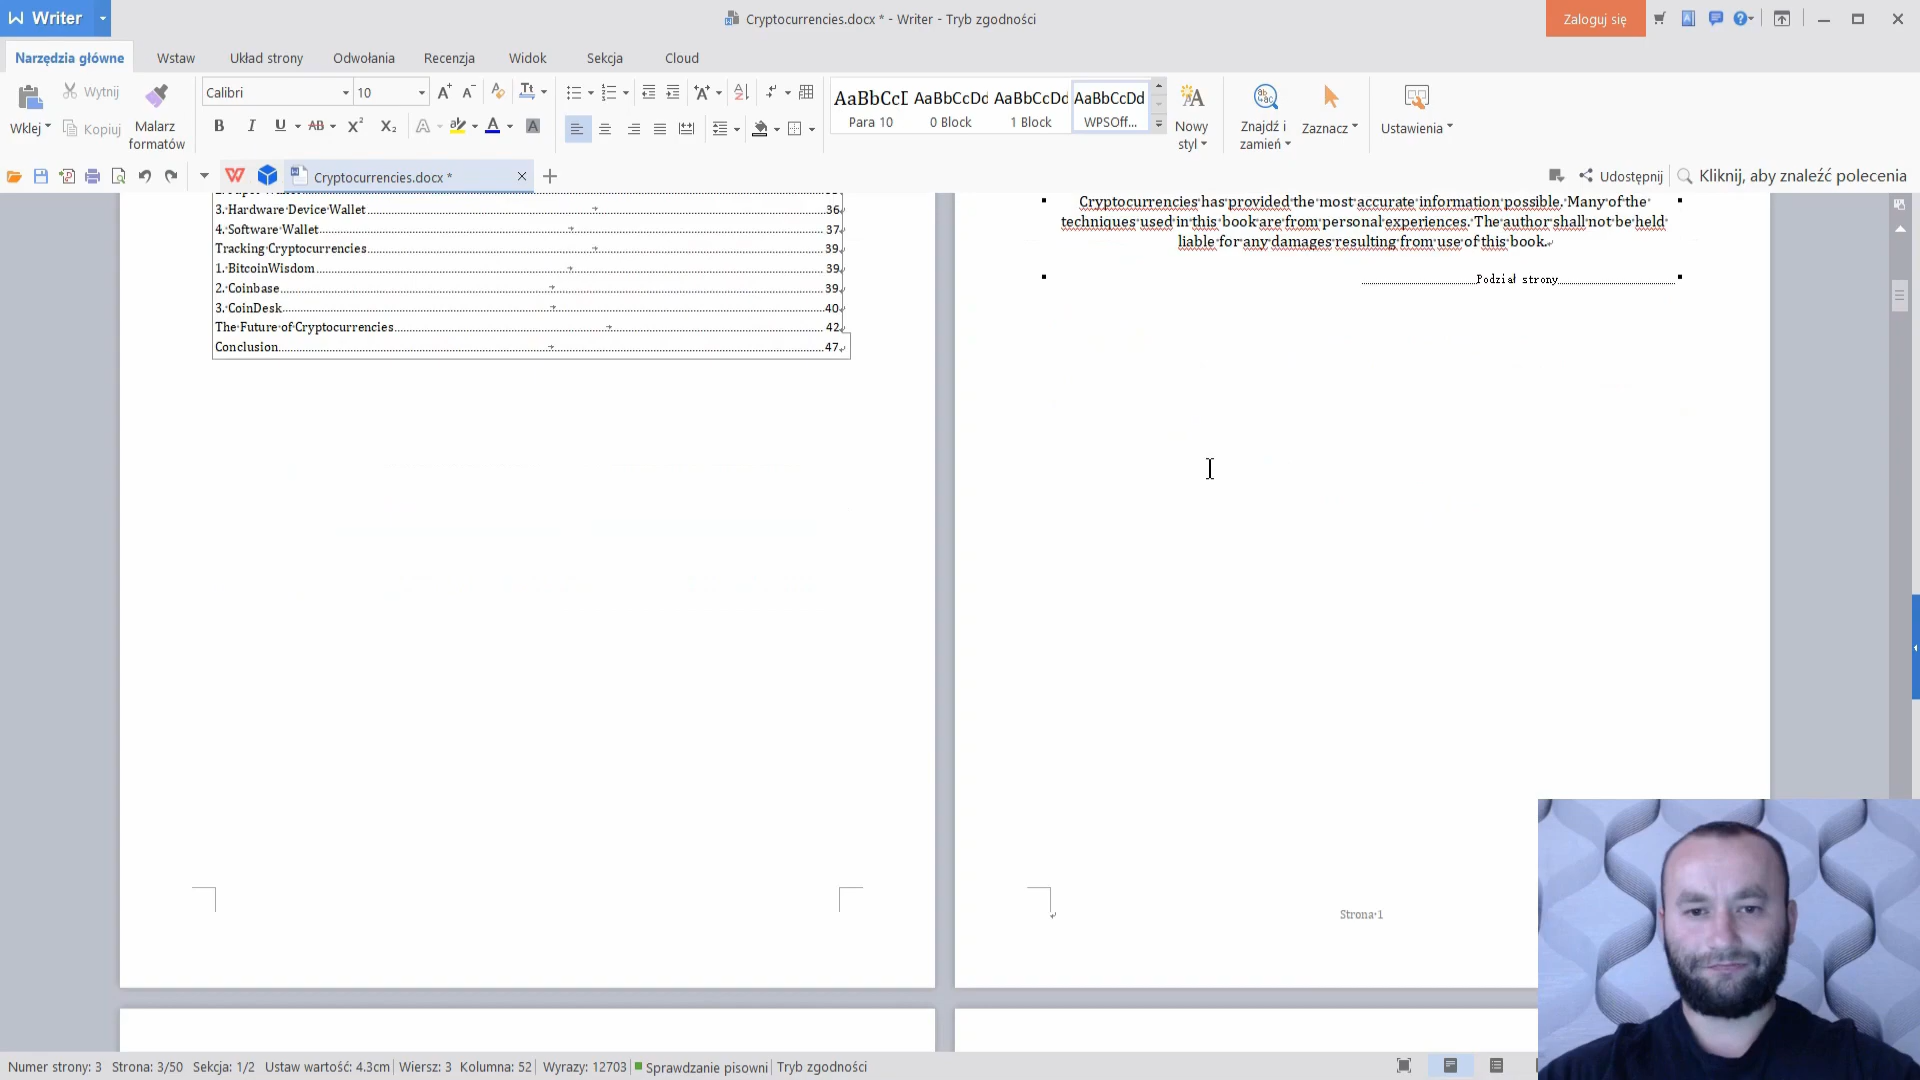 Writer
Cryptocurrencies.docx * - Writer - Tryb zgodności
Zaloguj się
Narzędzia główne
Wstaw
Układ strony
Odwołania
Recenzja
Widok
Sekcja
Cloud
Wklej
Wytnij
Kopiuj
Malarz formatów
Calibri
10
AaBbCcI
Para 10
AaBbCcDd
0 Block
AaBbCcDd
1 Block
AaBbCcDd
WPSOff...
Nowy styl
Znajdź i zamień
Zaznacz
Ustawienia
Cryptocurrencies.docx *
Udostępnij
Kliknij, aby znaleźć polecenia
3. Hardware Device Wallet 36
4. Software Wallet 37
Tracking Cryptocurrencies 39
1. BitcoinWisdom 39
2. Coinbase 39
3. CoinDesk 40
The Future of Cryptocurrencies 42
Conclusion 47
Cryptocurrencies has provided the most accurate information possible. Many of the
techniques used in this book are from personal experiences. The author shall not be held
liable for any damages resulting from use of this book.
Podział strony
Strona 1
Numer strony: 3 Strona: 3/50 Sekcja: 1/2 Ustaw wartość: 4.3cm Wiersz: 3 Kolumna: 52 Wyrazy: 12703 Sprawdzanie pisowni Tryb zgodności